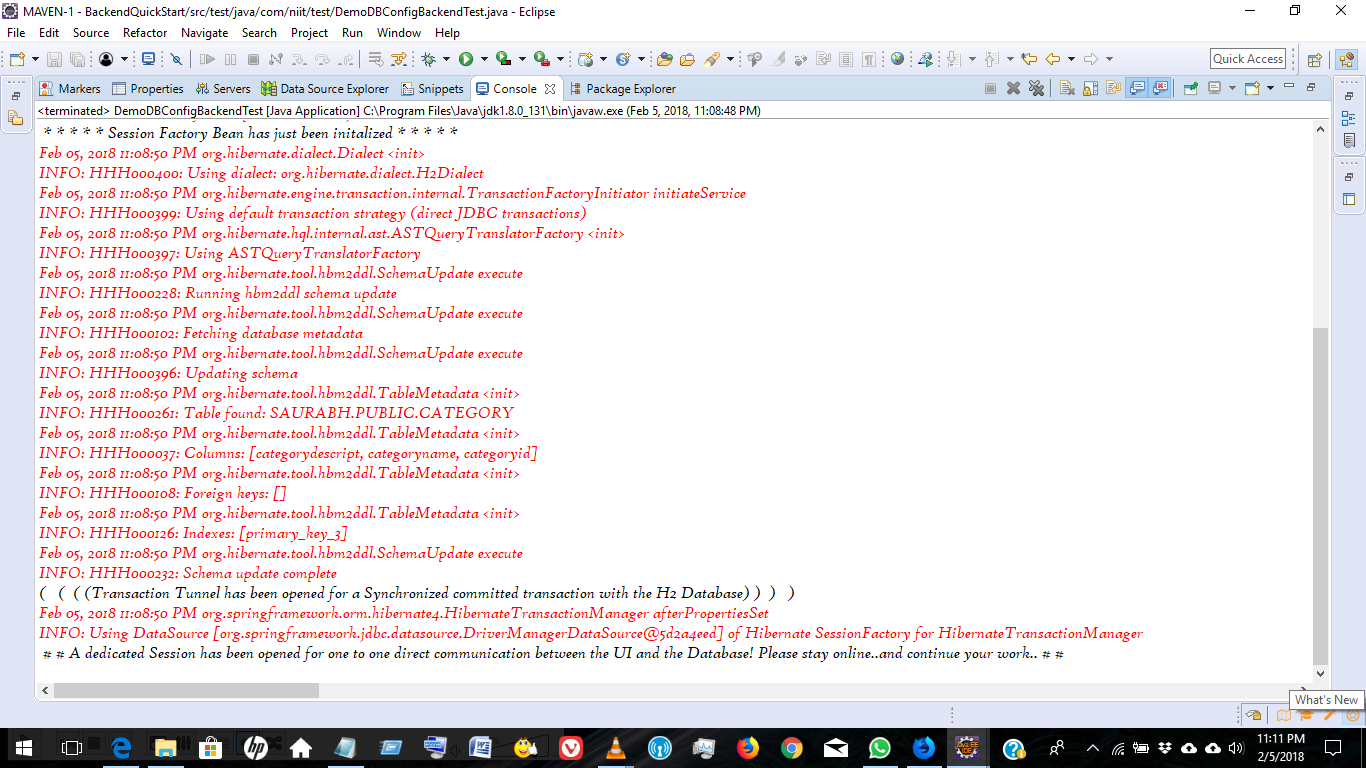 MAVEN-1 - BackendQuickStart/src/test/java/com/niit/test/DemoDBConfigBackendTest.java - Eclipse
File Edit Source Refactor Navigate Search Project Run Window Help
Quick Access
Markers Properties Servers Data Source Explorer Snippets Console Package Explorer
<terminated> DemoDBConfigBackendTest [Java Application] C:\Program Files\Java\jdk1.8.0_131\bin\javaw.exe (Feb 5, 2018, 11:08:48 PM)
* * * * * Session Factory Bean has just been initalized * * * * *
Feb 05, 2018 11:08:50 PM org.hibernate.dialect.Dialect <init>
INFO: HHH000400: Using dialect: org.hibernate.dialect.H2Dialect
Feb 05, 2018 11:08:50 PM org.hibernate.engine.transaction.internal.TransactionFactoryInitiator initiateService
INFO: HHH000399: Using default transaction strategy (direct JDBC transactions)
Feb 05, 2018 11:08:50 PM org.hibernate.hql.internal.ast.ASTQueryTranslatorFactory <init>
INFO: HHH000397: Using ASTQueryTranslatorFactory
Feb 05, 2018 11:08:50 PM org.hibernate.tool.hbm2ddl.SchemaUpdate execute
INFO: HHH000228: Running hbm2ddl schema update
Feb 05, 2018 11:08:50 PM org.hibernate.tool.hbm2ddl.SchemaUpdate execute
INFO: HHH000102: Fetching database metadata
Feb 05, 2018 11:08:50 PM org.hibernate.tool.hbm2ddl.SchemaUpdate execute
INFO: HHH000396: Updating schema
Feb 05, 2018 11:08:50 PM org.hibernate.tool.hbm2ddl.TableMetadata <init>
INFO: HHH000261: Table found: SAURABH.PUBLIC.CATEGORY
Feb 05, 2018 11:08:50 PM org.hibernate.tool.hbm2ddl.TableMetadata <init>
INFO: HHH000037: Columns: [categorydescript, categoryname, categoryid]
Feb 05, 2018 11:08:50 PM org.hibernate.tool.hbm2ddl.TableMetadata <init>
INFO: HHH000108: Foreign keys: []
Feb 05, 2018 11:08:50 PM org.hibernate.tool.hbm2ddl.TableMetadata <init>
INFO: HHH000126: Indexes: [primary_key_3]
Feb 05, 2018 11:08:50 PM org.hibernate.tool.hbm2ddl.SchemaUpdate execute
INFO: HHH000232: Schema update complete
( ( ( ((Transaction Tunnel has been opened for a Synchronized committed transaction with the H2 Database) ) ) )
Feb 05, 2018 11:08:50 PM org.springframework.orm.hibernate4.HibernateTransactionManager afterPropertiesSet
INFO: Using DataSource [org.springframework.jdbc.datasource.DriverManagerDataSource@5d2a4eed] of Hibernate SessionFactory for HibernateTransactionManager
# # A dedicated Session has been opened for one to one direct communication between the UI and the Database! Please stay online..and continue your work.. # #
What's New
11:11 PM
2/5/2018